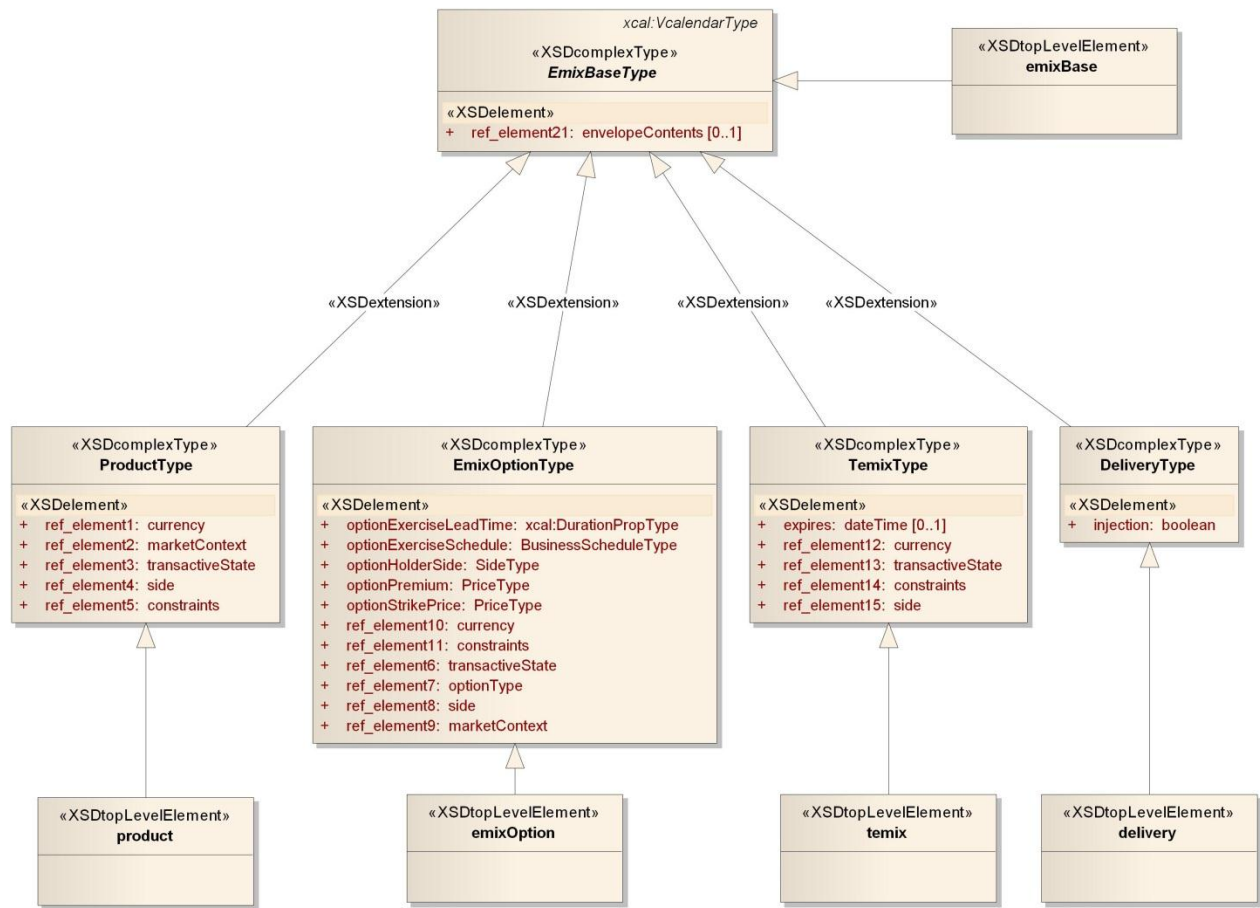 xcal:VcalendarType
«XSDcomplexType»
EmixBaseType
«XSDelement»
+ ref_element21: envelopeContents [0..1]
«XSDtopLevelElement»
emixBase
«XSDextension»
«XSDextension»
«XSDextension»
«XSDextension»
«XSDcomplexType»
ProductType
«XSDelement»
+ ref_element1: currency
+ ref_element2: marketContext
+ ref_element3: transactiveState
+ ref_element4: side
+ ref_element5: constraints
«XSDcomplexType»
EmixOptionType
«XSDelement»
+ optionExerciseLeadTime: xcal:DurationPropType
+ optionExerciseSchedule: BusinessScheduleType
+ optionHolderSide: SideType
+ optionPremium: PriceType
+ optionStrikePrice: PriceType
+ ref_element10: currency
+ ref_element11: constraints
+ ref_element6: transactiveState
+ ref_element7: optionType
+ ref_element8: side
+ ref_element9: marketContext
«XSDcomplexType»
TemixType
«XSDelement»
+ expires: dateTime [0..1]
+ ref_element12: currency
+ ref_element13: transactiveState
+ ref_element14: constraints
+ ref_element15: side
«XSDcomplexType»
DeliveryType
«XSDelement»
+ injection: boolean
«XSDtopLevelElement»
product
«XSDtopLevelElement»
emixOption
«XSDtopLevelElement»
temix
«XSDtopLevelElement»
delivery